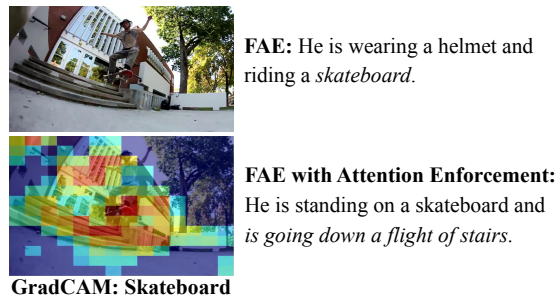 FAE: He is wearing a helmet and
riding a skateboard.
FAE with Attention Enforcement:
He is standing on a skateboard and
is going down a flight of stairs.
GradCAM: Skateboard